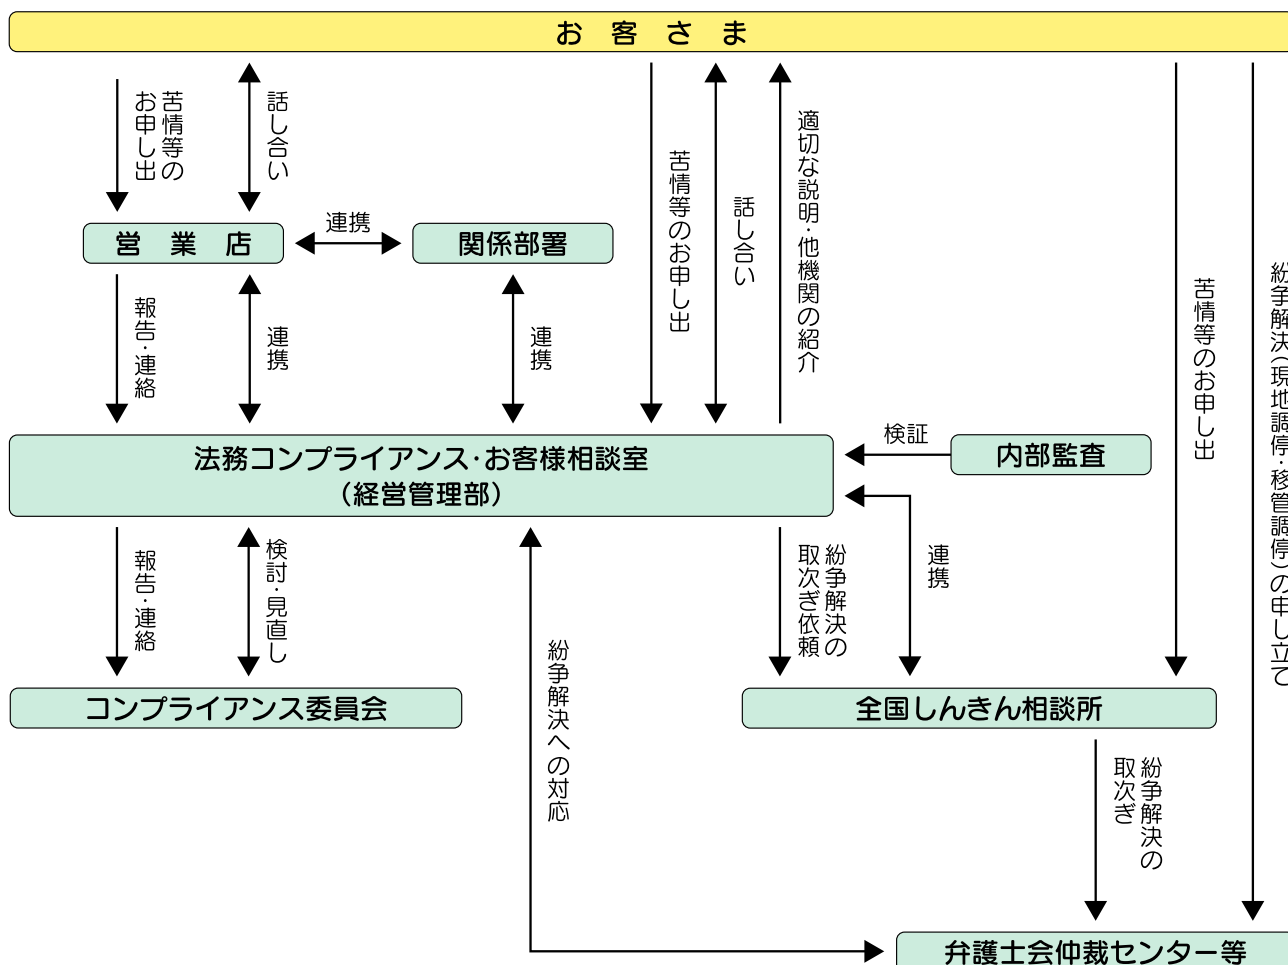 お客さま
苦情等の
お申し出
話し合い
営業店
連携
関係部署
苦情等のお申し出
話し合い
適切な説明・他機関の紹介
苦情等のお申し出
紛争解決(現地調停・移管調停)の申し立て
報告・連絡
連携
連携
法務コンプライアンス・お客様相談室
(経営管理部)
検証
内部監査
報告・連絡
検討・見直し
紛争解決への対応
紛争解決の
取次ぎ依頼
連携
コンプライアンス委員会
全国しんきん相談所
紛争解決の
取次ぎ
弁護士会仲裁センター等